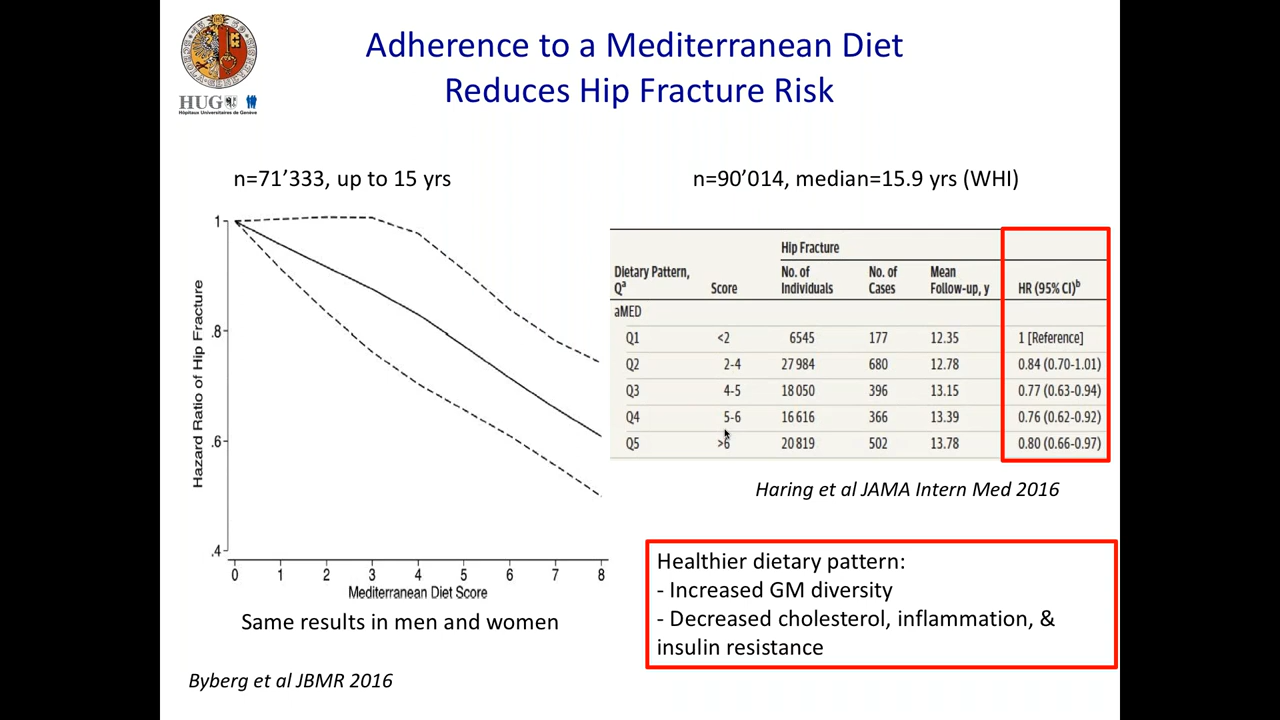 Adherence to a Mediterranean Diet
Reduces Hip Fracture Risk
HUG
Hôpitaux Universitaires de Genève
n=71’333, up to 15 yrs
Hazard Ratio of Hip Fracture
1
.8
.6
.4
0 1 2 3 4 5 6 7 8
Mediterranean Diet Score
Same results in men and women
Byberg et al JBMR 2016
n=90’014, median=15.9 yrs (WHI)
Hip Fracture
Dietary Pattern, No. of No. of Mean
Qa Score Individuals Cases Follow-up, y HR (95% CI)b
aMED
Q1 <2 6545 177 12.35 1 [Reference]
Q2 2-4 27 984 680 12.78 0.84 (0.70-1.01)
Q3 4-5 18 050 396 13.15 0.77 (0.63-0.94)
Q4 5-6 16 616 366 13.39 0.76 (0.62-0.92)
Q5 >6 20 819 502 13.78 0.80 (0.66-0.97)
Haring et al JAMA Intern Med 2016
Healthier dietary pattern:
- Increased GM diversity
- Decreased cholesterol, inflammation, &
insulin resistance